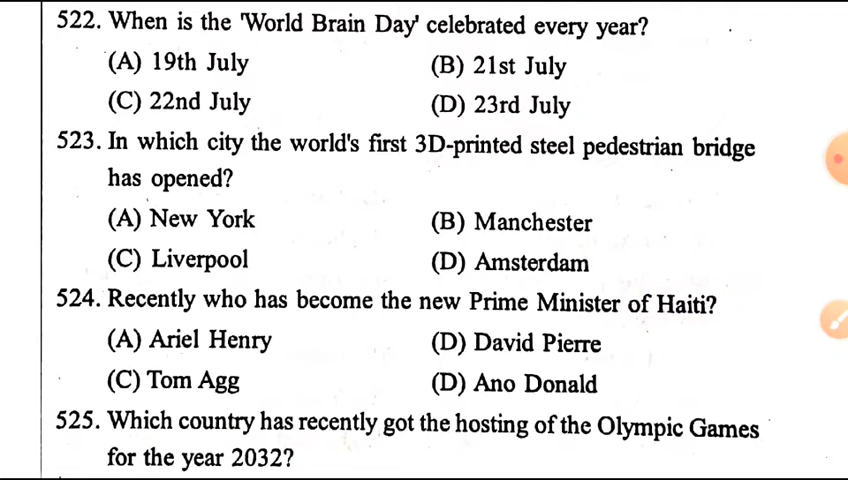 522. When is the 'World Brain Day' celebrated every year?
(A) 19th July (B) 21st July
(C) 22nd July (D) 23rd July
523. In which city the world's first 3D-printed steel pedestrian bridge
has opened?
(A) New York (B) Manchester
(C) Liverpool (D) Amsterdam
524. Recently who has become the new Prime Minister of Haiti?
(A) Ariel Henry (D) David Pierre
(C) Tom Agg (D) Ano Donald
525. Which country has recently got the hosting of the Olympic Games
for the year 2032?